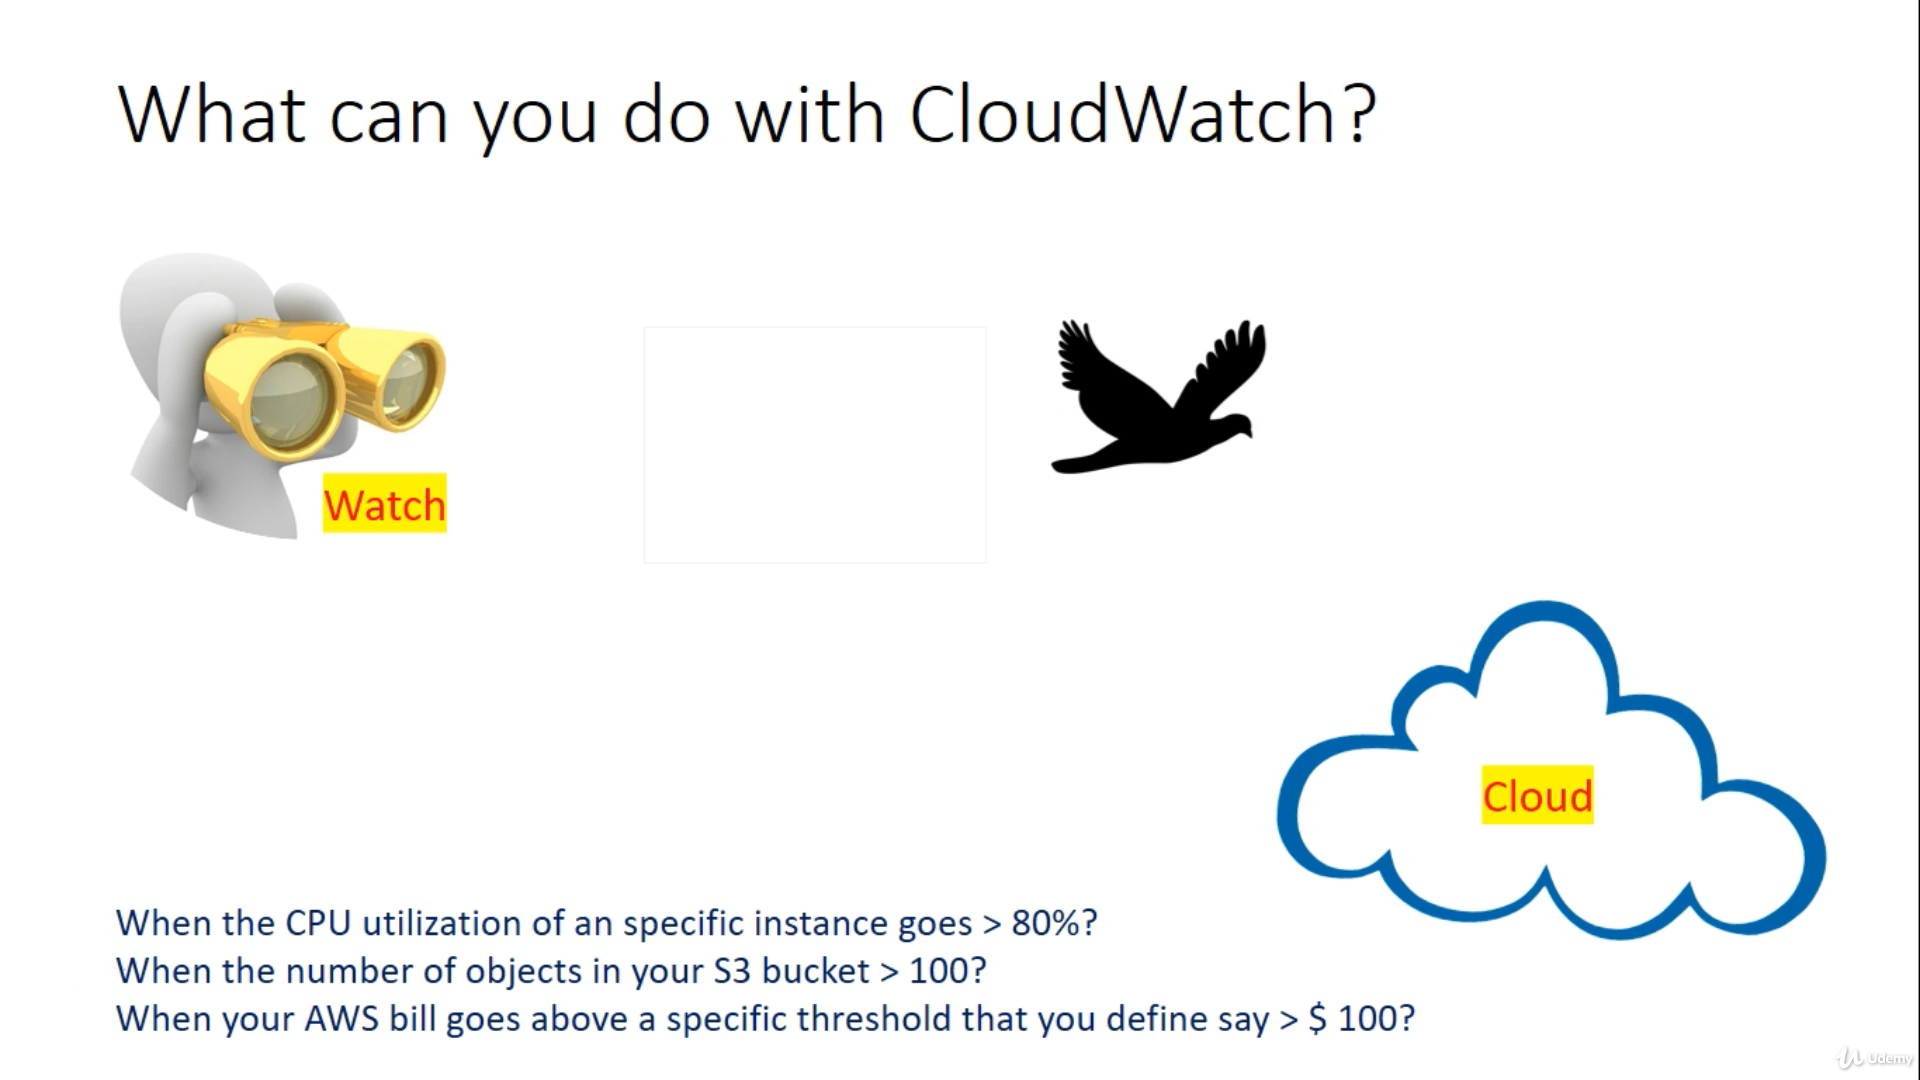 What can you do with CloudWatch?
Watch
Cloud
When the CPU utilization of an specific instance goes > 80%?
When the number of objects in your S3 bucket > 100?
When your AWS bill goes above a specific threshold that you define say > $ 100?
Udemy